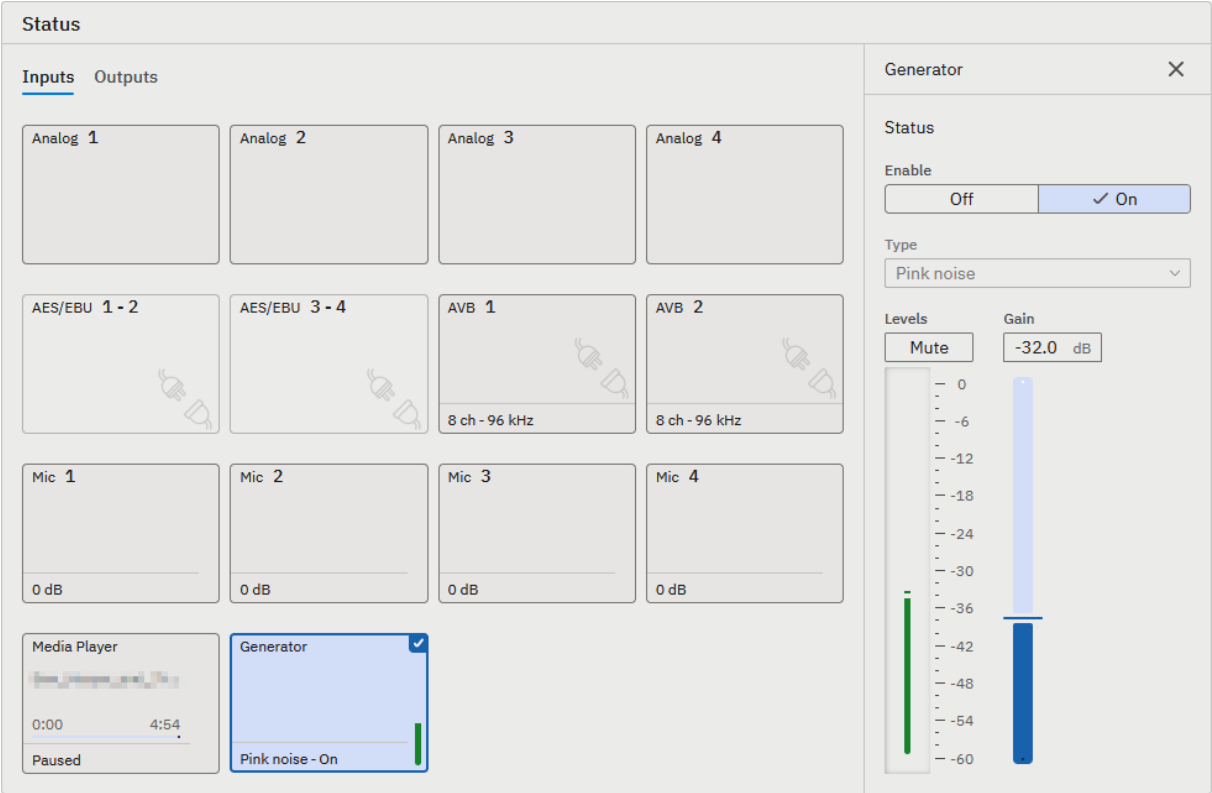 Status
Inputs Outputs
Analog 1 Analog 2 Analog 3 Analog 4
AES/EBU 1 - 2 AES/EBU 3 - 4 AVB 1 AVB 2
8 ch - 96 kHz 8 ch - 96 kHz
Mic 1 Mic 2 Mic 3 Mic 4
0 dB 0 dB 0 dB 0 dB
Media Player Generator
0:00 4:54
Paused Pink noise - On
Generator
Status
Enable
Off On
Type
Pink noise
Levels Gain
Mute -32.0 dB
0
-6
-12
-18
-24
-30
-36
-42
-48
-54
-60